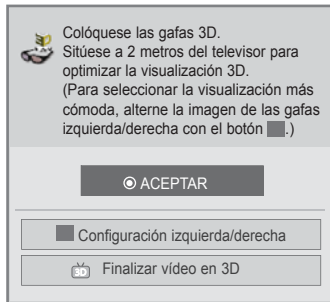 Colóquese las gafas 3D.
Sitúese a 2 metros del televisor para
optimizar la visualización 3D.
(Para seleccionar la visualización más
cómoda, alterne la imagen de las gafas
izquierda/derecha con el botón .)
ACEPTAR
Configuración izquierda/derecha
3D Finalizar vídeo en 3D